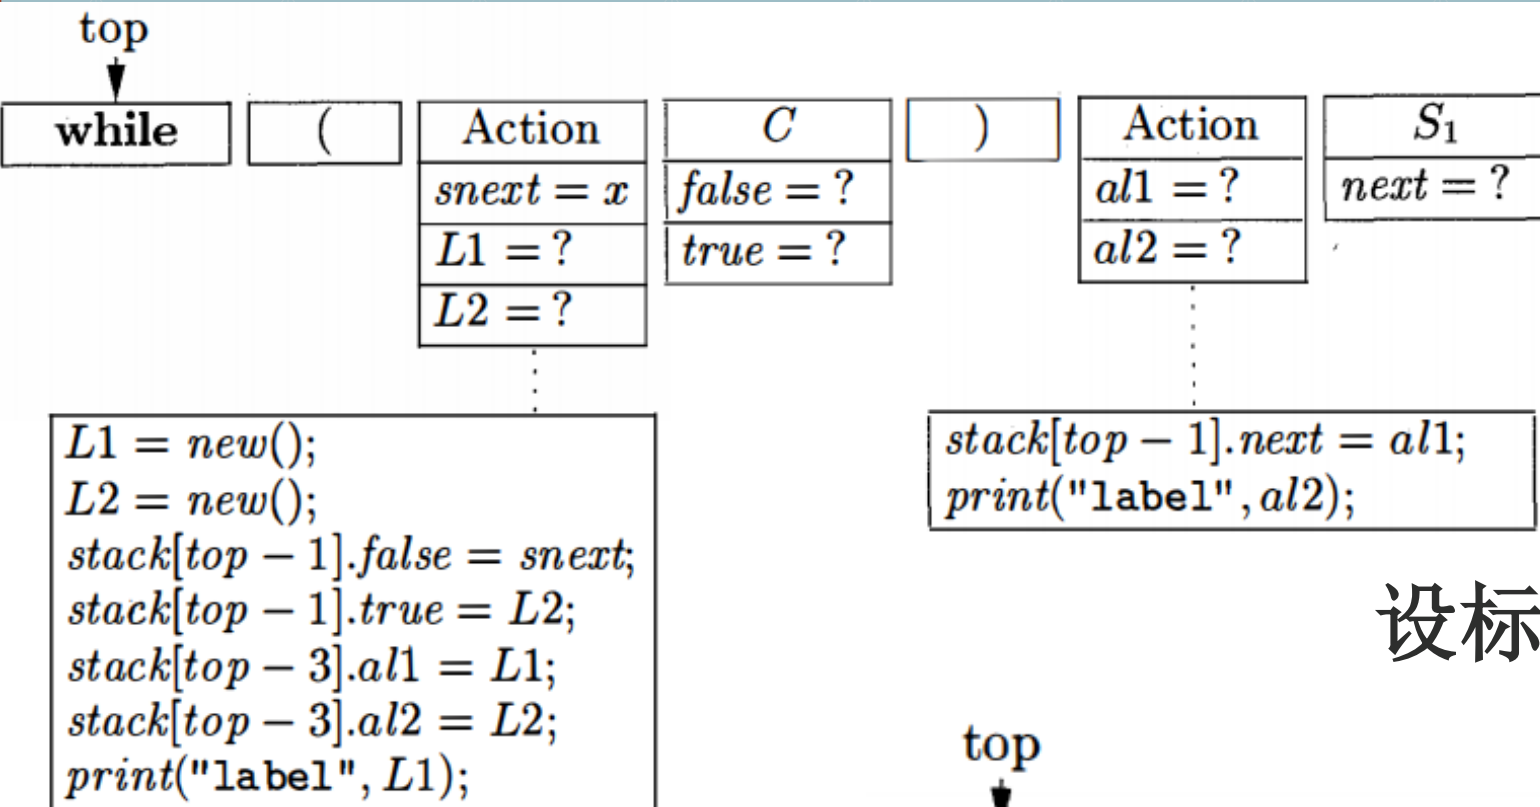 top
while ( Action C ) Action S₁
snext = x false = ? al1 = ? next = ?
L1 = ? true = ? al2 = ?
L2 = ?
L1 = new();
L2 = new();
stack[top − 1].false = snext;
stack[top − 1].true = L2;
stack[top − 3].al1 = L1;
stack[top − 3].al2 = L2;
print("label", L1);
stack[top − 1].next = al1;
print("label", al2);
设标
top